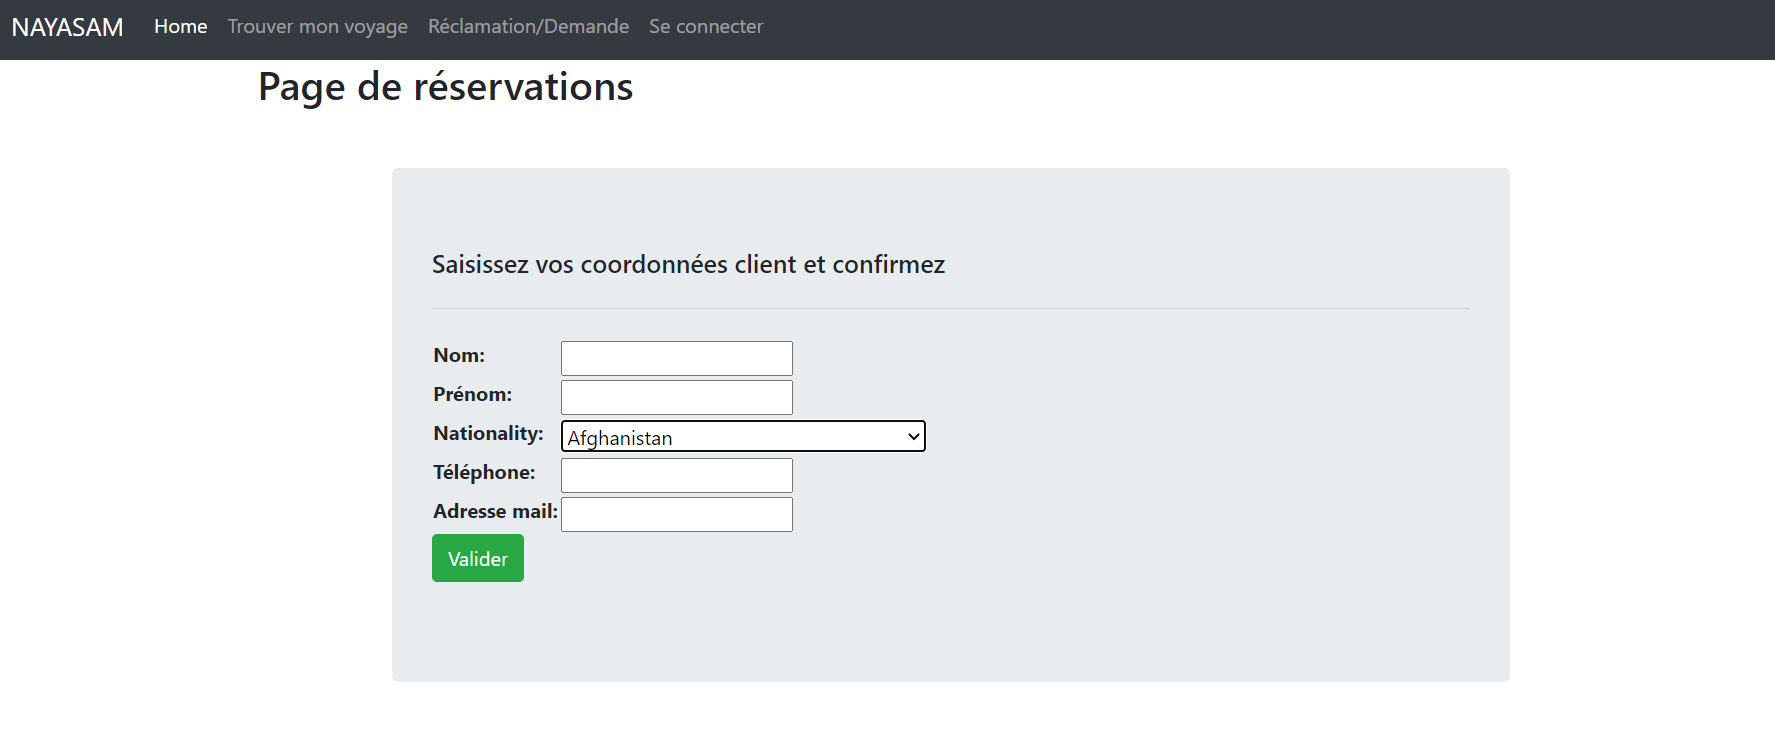 NAYASAM Home Trouver mon voyage Réclamation/Demande Se connecter
Page de réservations
Saisissez vos coordonnées client et confirmez
Nom:
Prénom:
Nationality: Afghanistan
Téléphone:
Adresse mail:
Valider